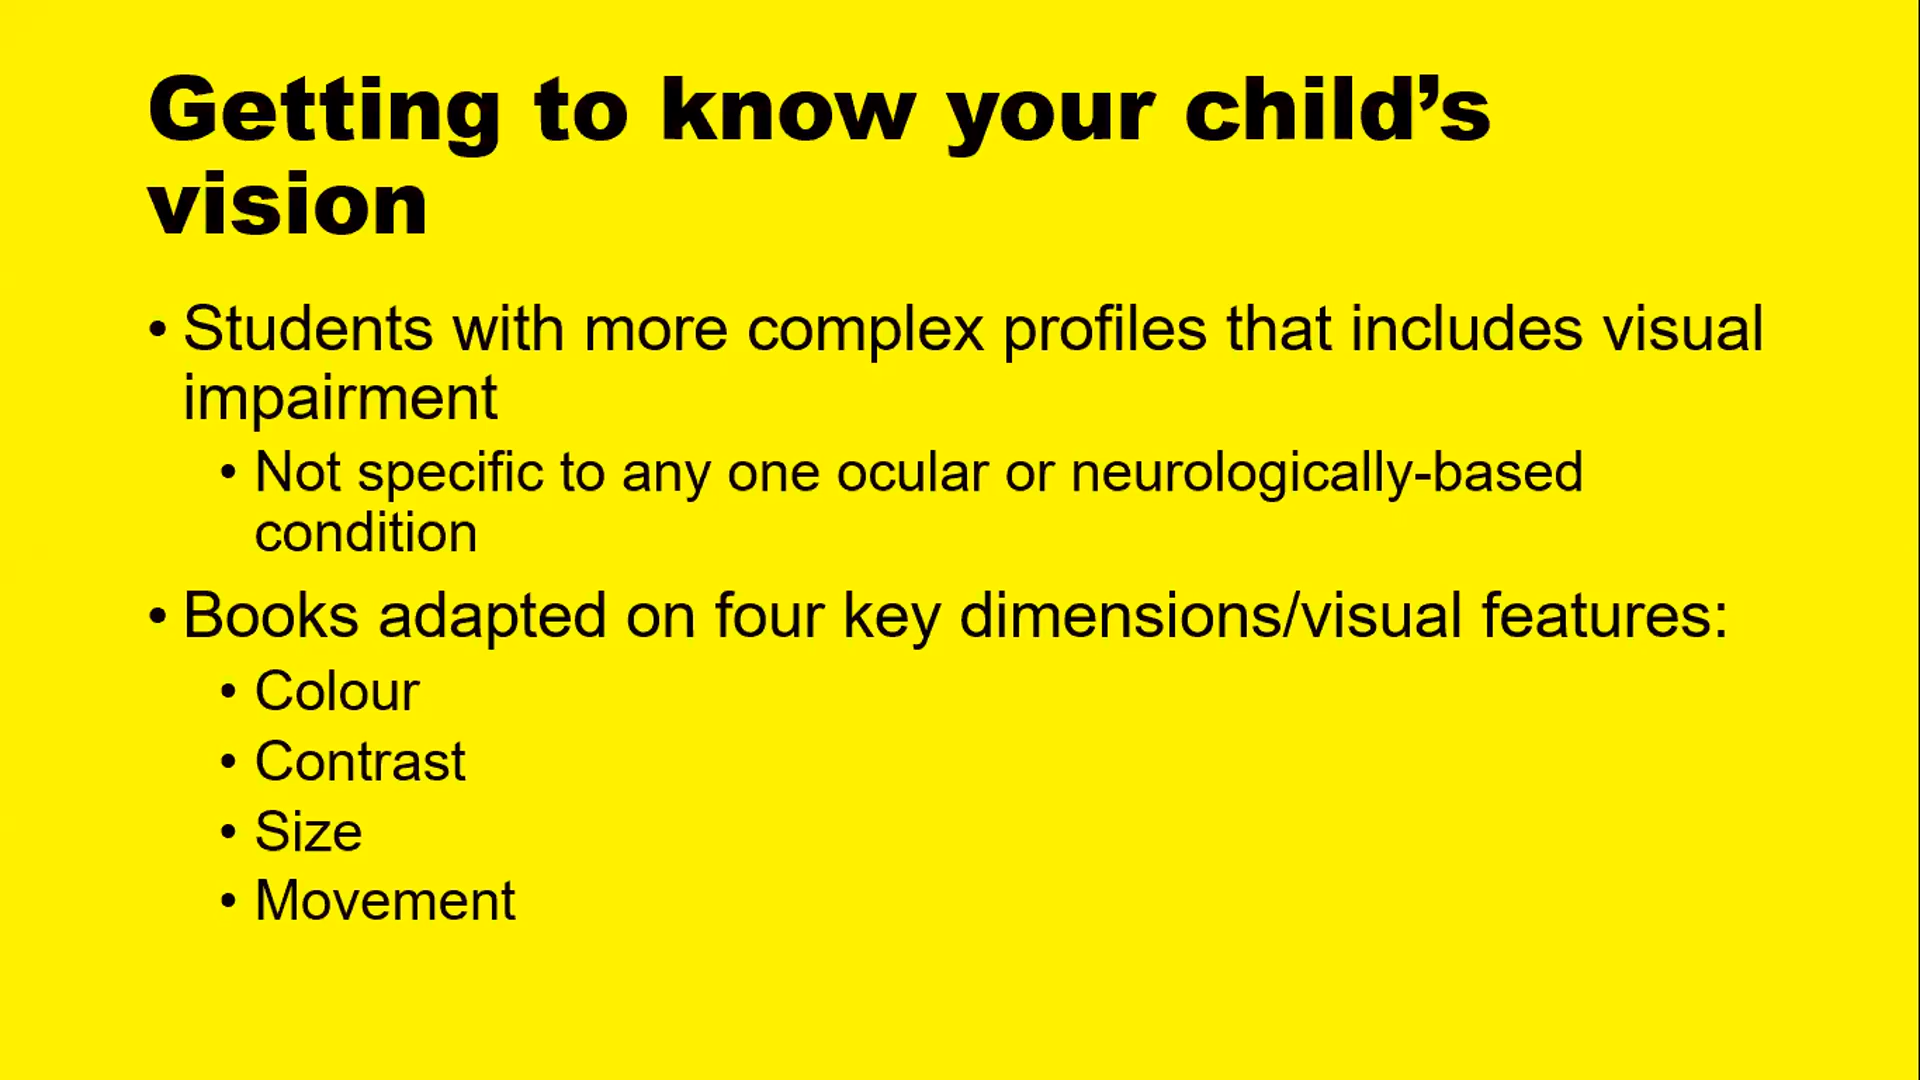 Getting to know your child’s
vision
• Students with more complex profiles that includes visual
impairment
• Not specific to any one ocular or neurologically-based
condition
• Books adapted on four key dimensions/visual features:
• Colour
• Contrast
• Size
• Movement